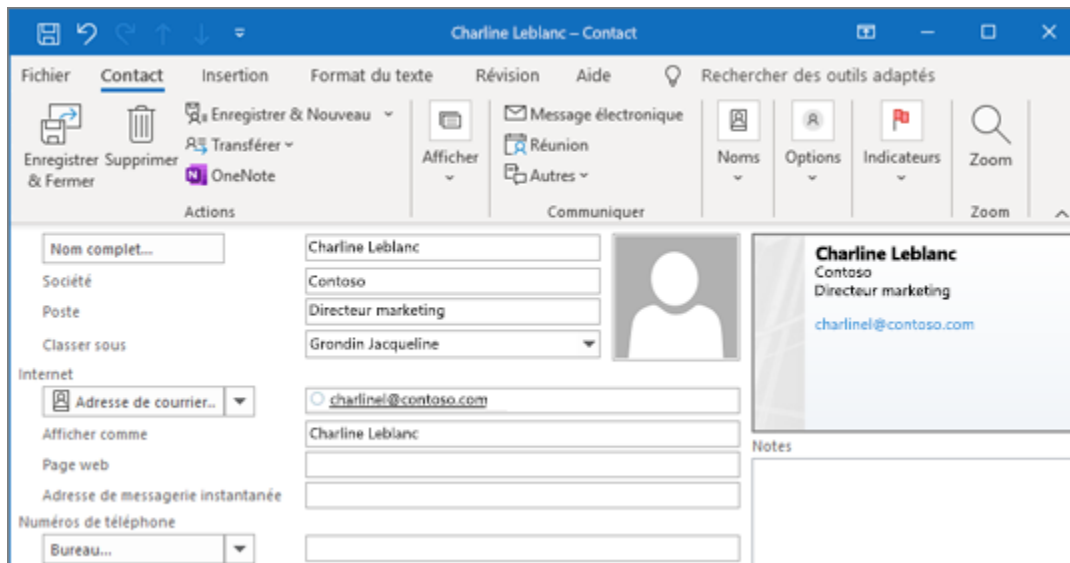 Charline Leblanc – Contact
Fichier Contact Insertion Format du texte Révision Aide Rechercher des outils adaptés
Enregistrer & Fermer
Supprimer
Enregistrer & Nouveau
Transférer
OneNote
Actions
Afficher
Message électronique
Réunion
Autres
Communiquer
Noms
Options
Indicateurs
Zoom
Zoom
Nom complet... Charline Leblanc
Société Contoso
Poste Directeur marketing
Classer sous Grondin Jacqueline
Internet
Adresse de courrier.. charlinel@contoso.com
Afficher comme Charline Leblanc
Page web
Adresse de messagerie instantanée
Numéros de téléphone
Bureau...
Charline Leblanc
Contoso
Directeur marketing
charlinel@contoso.com
Notes